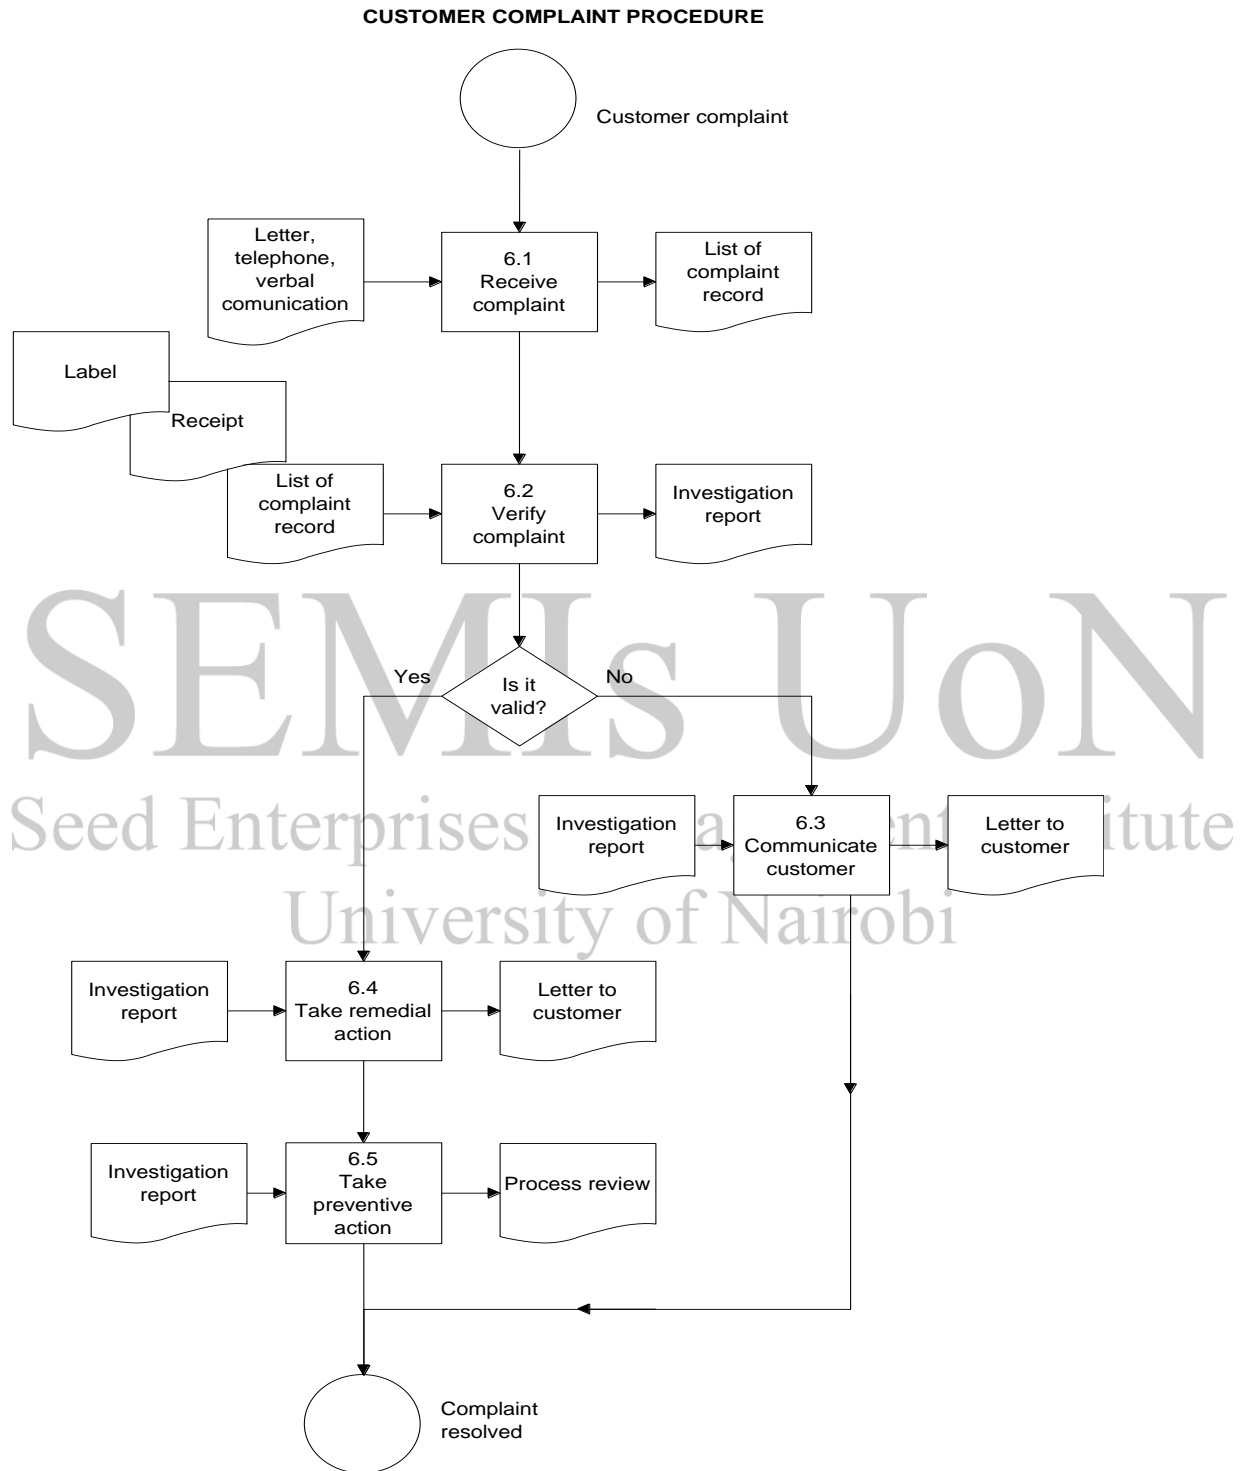 CUSTOMER COMPLAINT PROCEDURE
Customer complaint
Letter,
telephone,
verbal
comunication
6.1
Receive
complaint
List of
complaint
record
Label
Receipt
List of
complaint
record
6.2
Verify
complaint
Investigation
report
SEMIs UoN
Yes
Is it
valid?
No
Seed Enterprises
itute
University of Nairobi
Investigation
report
6.3
Communicate
customer
Letter to
customer
Investigation
report
6.4
Take remedial
action
Letter to
customer
Investigation
report
6.5
Take
preventive
action
Process review
Complaint
resolved